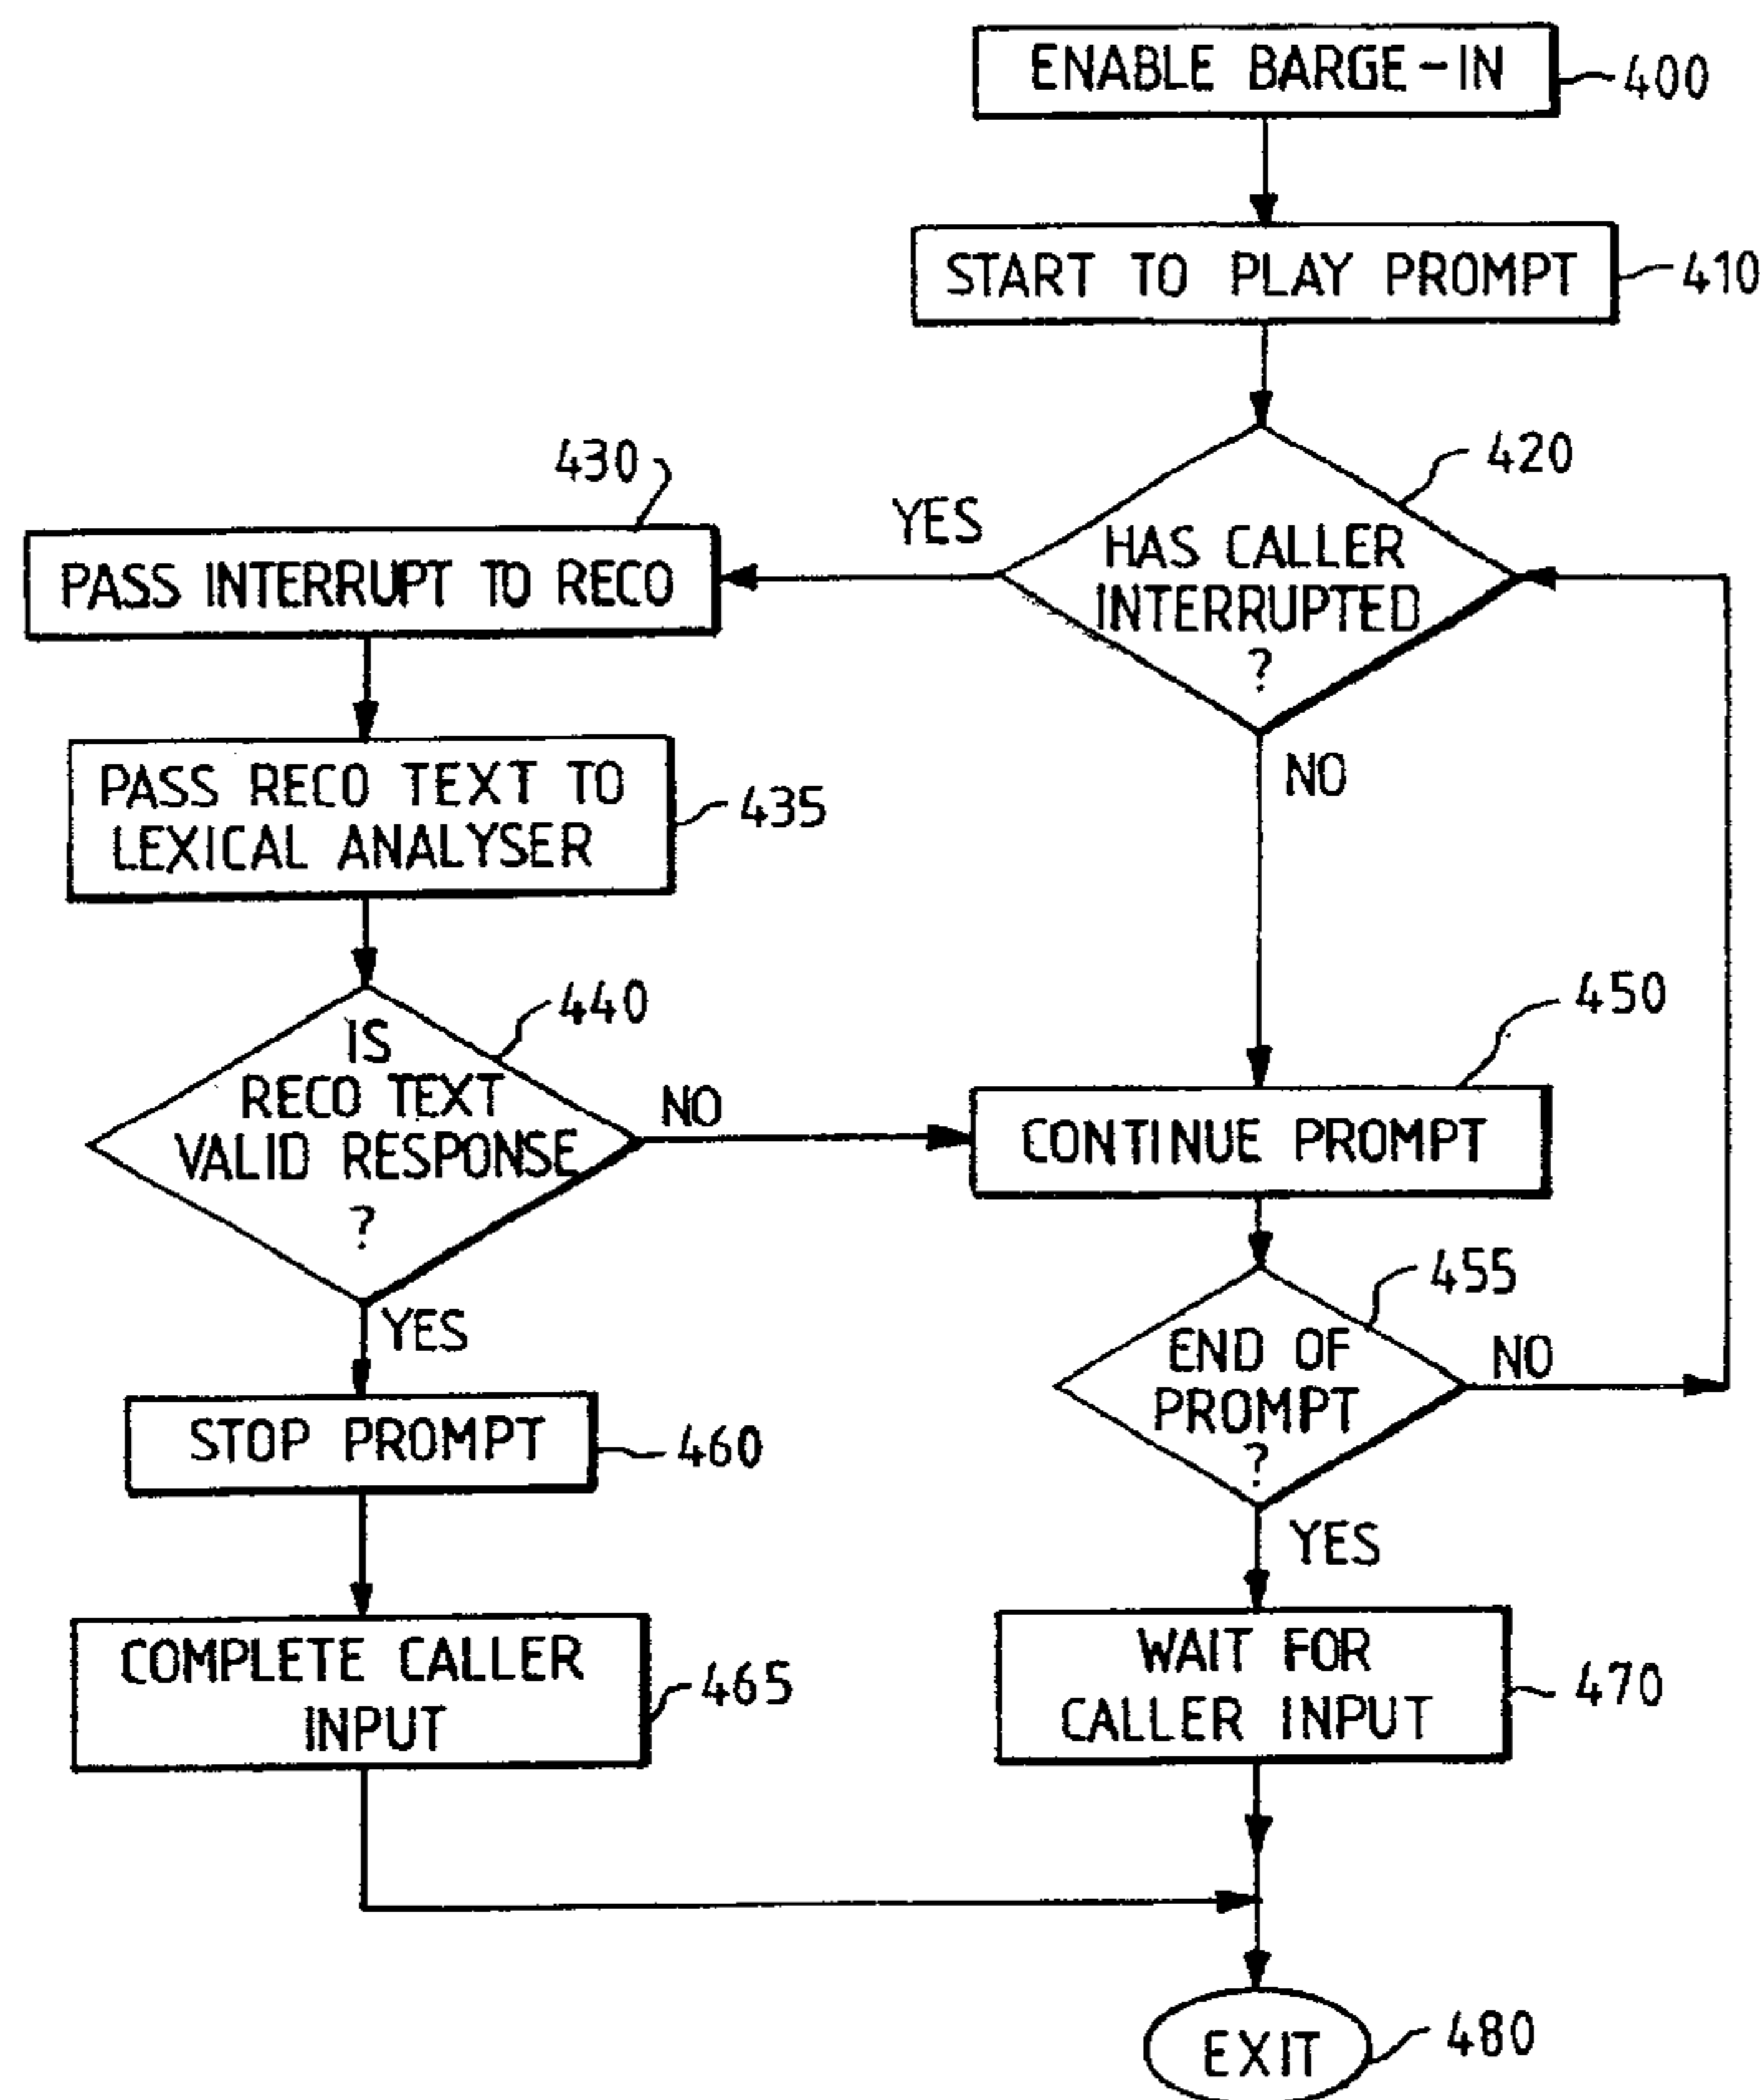 ENABLE BARGE-IN
400
START TO PLAY PROMPT
410
420
HAS CALLER
INTERRUPTED
?
YES
NO
430
PASS INTERRUPT TO RECO
PASS RECO TEXT TO
LEXICAL ANALYSER
435
440
IS
RECO TEXT
VALID RESPONSE
?
NO
YES
450
CONTINUE PROMPT
455
END OF
PROMPT
?
NO
YES
STOP PROMPT
460
COMPLETE CALLER
INPUT
465
WAIT FOR
CALLER INPUT
470
EXIT
480